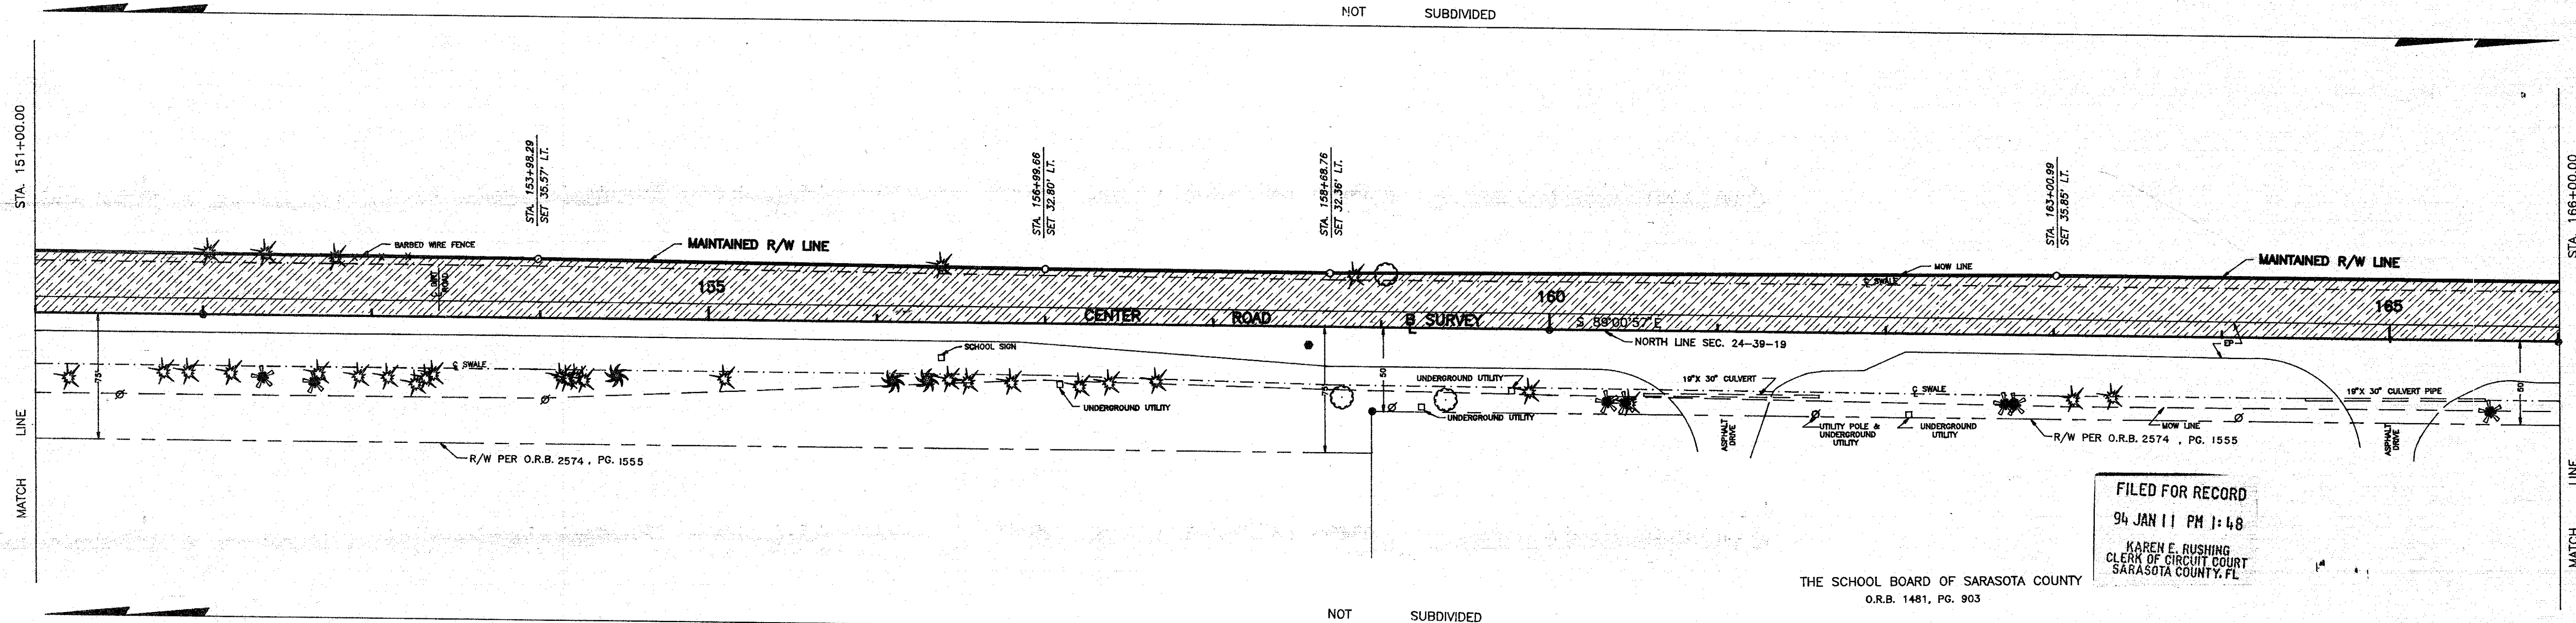 NOT SUBDIVIDED
STA. 151+00.00
MATCH LINE
STA. 153+98.29
SET 35.57' LT.
STA. 156+99.66
SET 32.80' LT.
STA. 158+68.76
SET 32.36' LT.
STA. 163+00.99
SET 35.85' LT.
STA. 166+00.00
MATCH LINE
BARBED WIRE FENCE
MAINTAINED R/W LINE
MOW LINE
MAINTAINED R/W LINE
℄ DIRT
ROAD
155
160
℄ SWALE
165
CENTER ROAD
B SURVEY
L
S 89°00'57" E
NORTH LINE SEC. 24-39-19
EP
SCHOOL SIGN
℄ SWALE
75
75
50
50
UNDERGROUND UTILITY
UNDERGROUND UTILITY
UNDERGROUND UTILITY
19"X 30" CULVERT
℄ SWALE
19"X 30" CULVERT PIPE
ASPHALT
DRIVE
UTILITY POLE &
UNDERGROUND
UTILITY
UNDERGROUND
UTILITY
MOW LINE
ASPHALT
DRIVE
R/W PER O.R.B. 2574 , PG. 1555
R/W PER O.R.B. 2574 , PG. 1555
FILED FOR RECORD
94 JAN 11 PM 1:48
KAREN E. RUSHING
CLERK OF CIRCUIT COURT
SARASOTA COUNTY, FL
THE SCHOOL BOARD OF SARASOTA COUNTY
O.R.B. 1481, PG. 903
NOT SUBDIVIDED